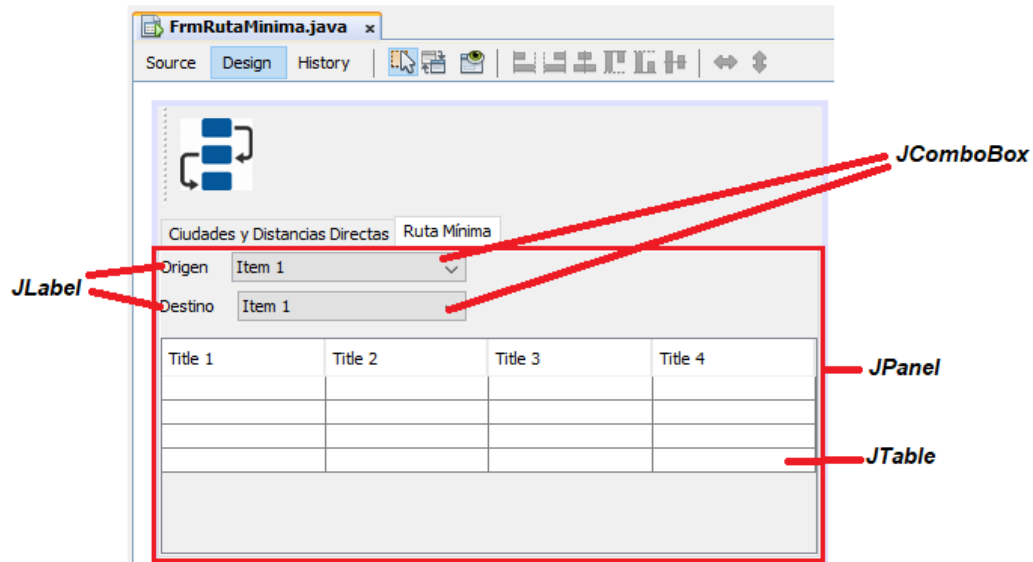 FrmRutaMinima.java x
Source Design History
JComboBox
Ciudades y Distancias Directas Ruta Mínima
Origen Item 1
JLabel
Destino Item 1
Title 1 Title 2 Title 3 Title 4
JPanel
JTable